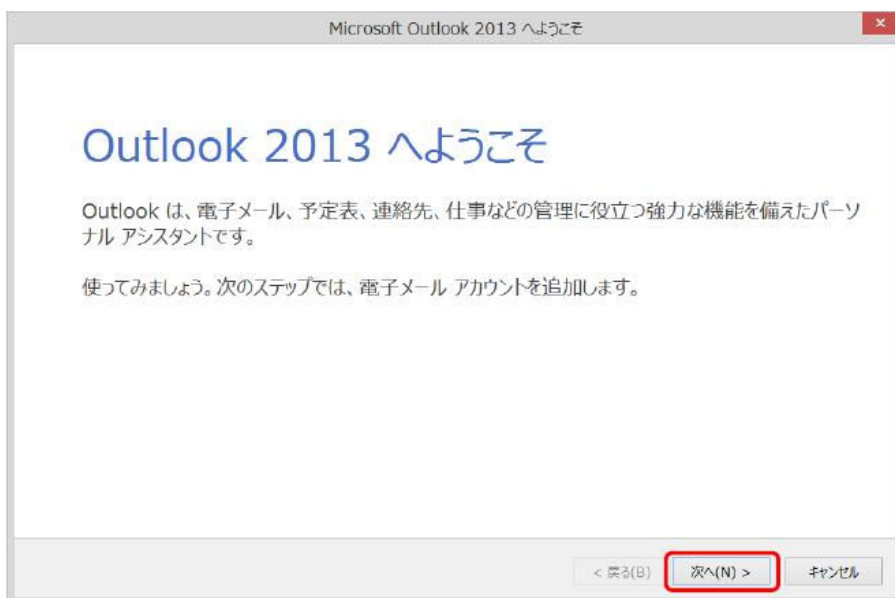 Microsoft Outlook 2013 へようこそ
Outlook 2013 へようこそ
Outlook は、電子メール、予定表、連絡先、仕事などの管理に役立つ強力な機能を備えたパーソ
ナル アシスタントです。
使ってみましょう。次のステップでは、電子メール アカウントを追加します。
< 戻る(B) 次へ(N) > キャンセル